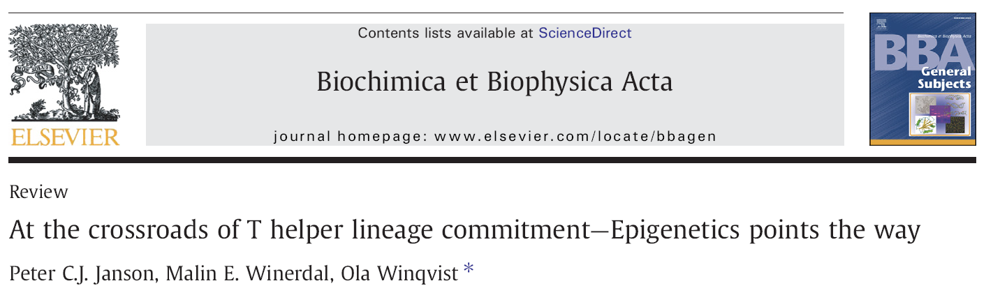 Contents lists available at ScienceDirect
Biochimica et Biophysica Acta
journal homepage: www.elsevier.com/locate/bbagen
ELSEVIER
BBA
General
Subjects
Review
At the crossroads of T helper lineage commitment—Epigenetics points the way
Peter C.J. Janson, Malin E. Winerdal, Ola Winqvist *